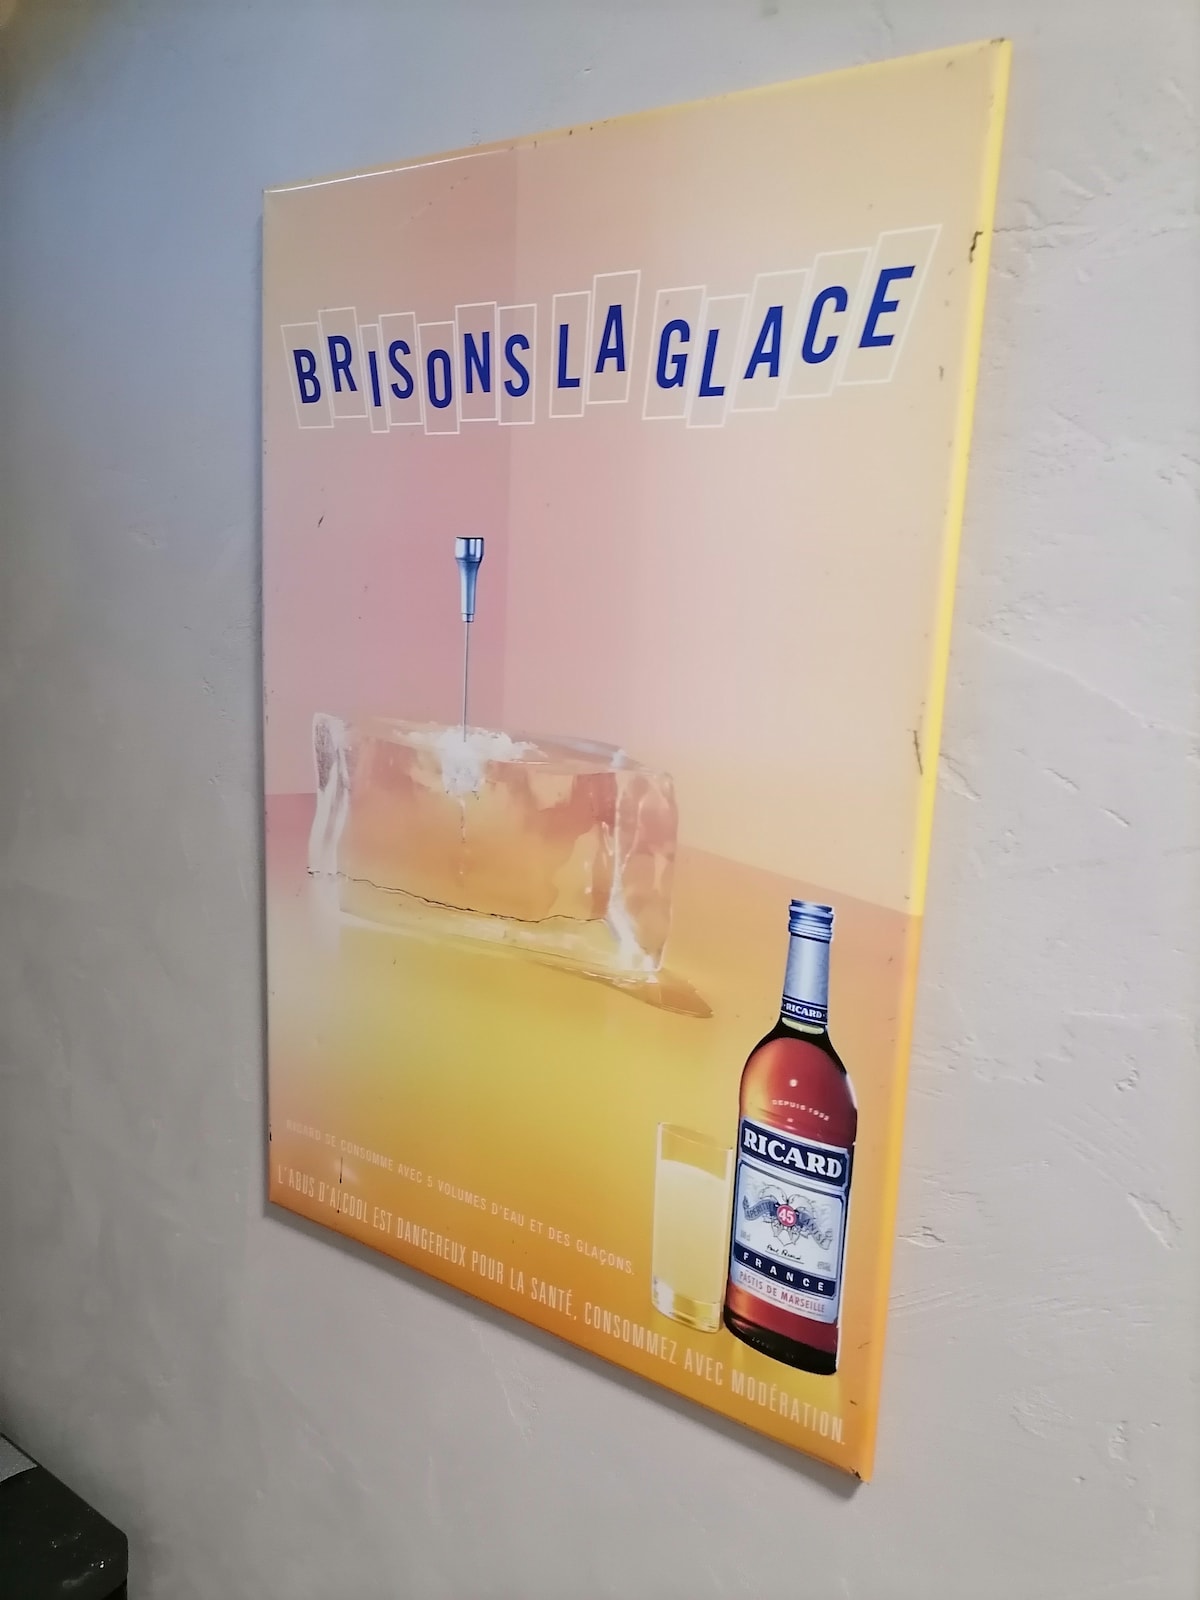 BRISONS LA GLACE
RICARD
DEPUIS 1932
RICARD
45
FRANCE
PASTIS DE MARSEILLE
RICARD SE CONSOMME AVEC 5 VOLUMES D'EAU ET DES GLAÇONS.
L'ABUS D'ALCOOL EST DANGEREUX POUR LA SANTÉ, CONSOMMEZ AVEC MODÉRATION.